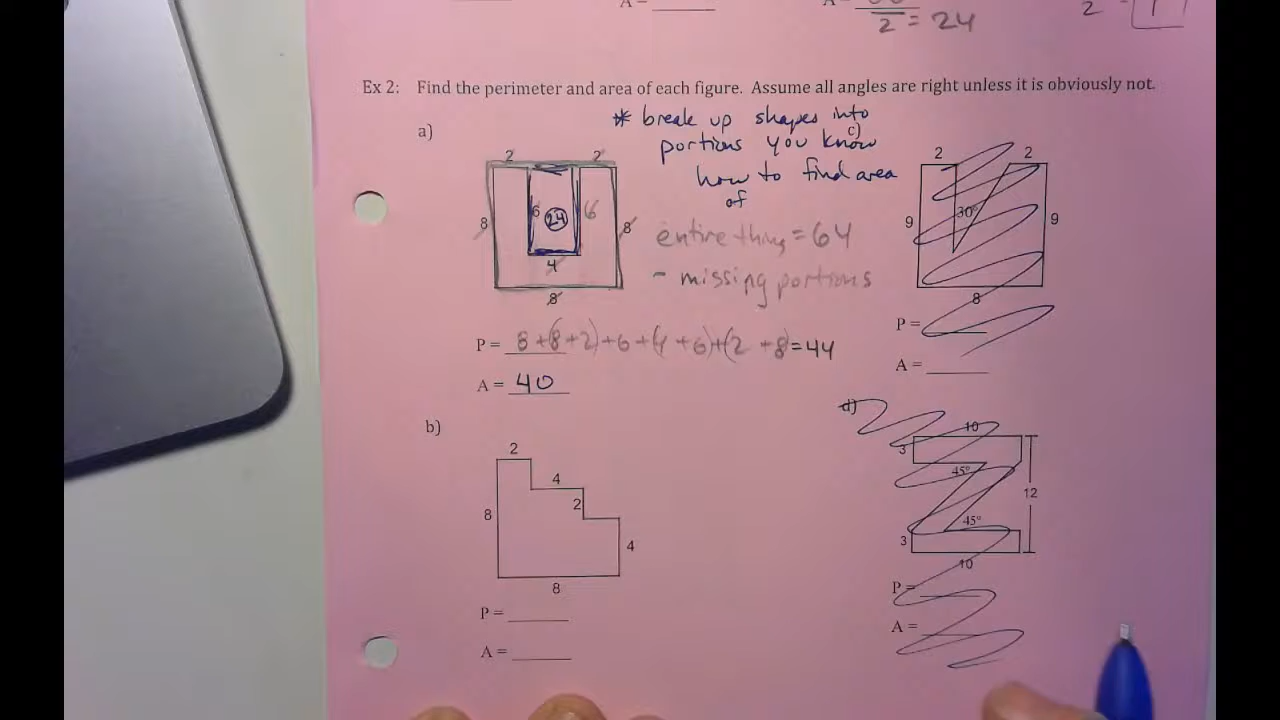 A = ______
A =
2 = 24
2
Ex 2: Find the perimeter and area of each figure. Assume all angles are right unless it is obviously not.
a)
* break up shapes into
portions you know
how to find area
of
2
2
8
6
24
6
8
4
8
entire thing = 64
- missing portions
P = 8 + (8 + 2) + 6 + (4 + 6) + (2 + 8) = 44
A = 40
c)
2
2
9
30°
9
8
P = ______
A = ______
b)
2
4
2
8
4
8
P = ______
A = ______
d)
10
3
45°
12
45°
3
10
P = ______
A = ______